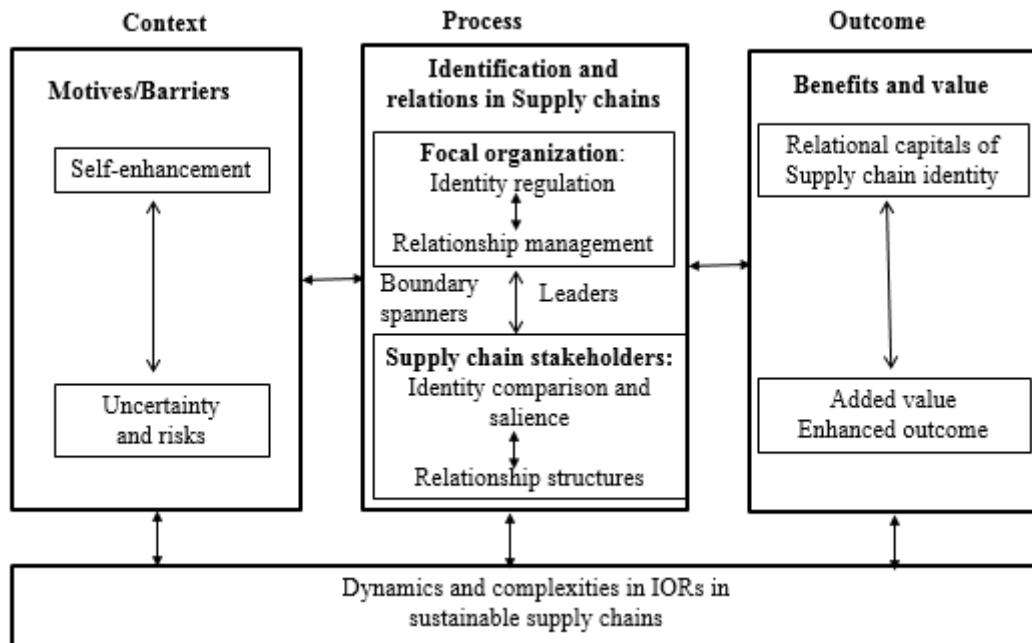 Context
Process
Outcome
Motives/Barriers
Self-enhancement
Uncertainty
and risks
Identification and
relations in Supply chains
Focal organization:
Identity regulation
Relationship management
Boundary
spanners
Leaders
Supply chain stakeholders:
Identity comparison and
salience
Relationship structures
Benefits and value
Relational capitals of
Supply chain identity
Added value
Enhanced outcome
Dynamics and complexities in IORs in
sustainable supply chains